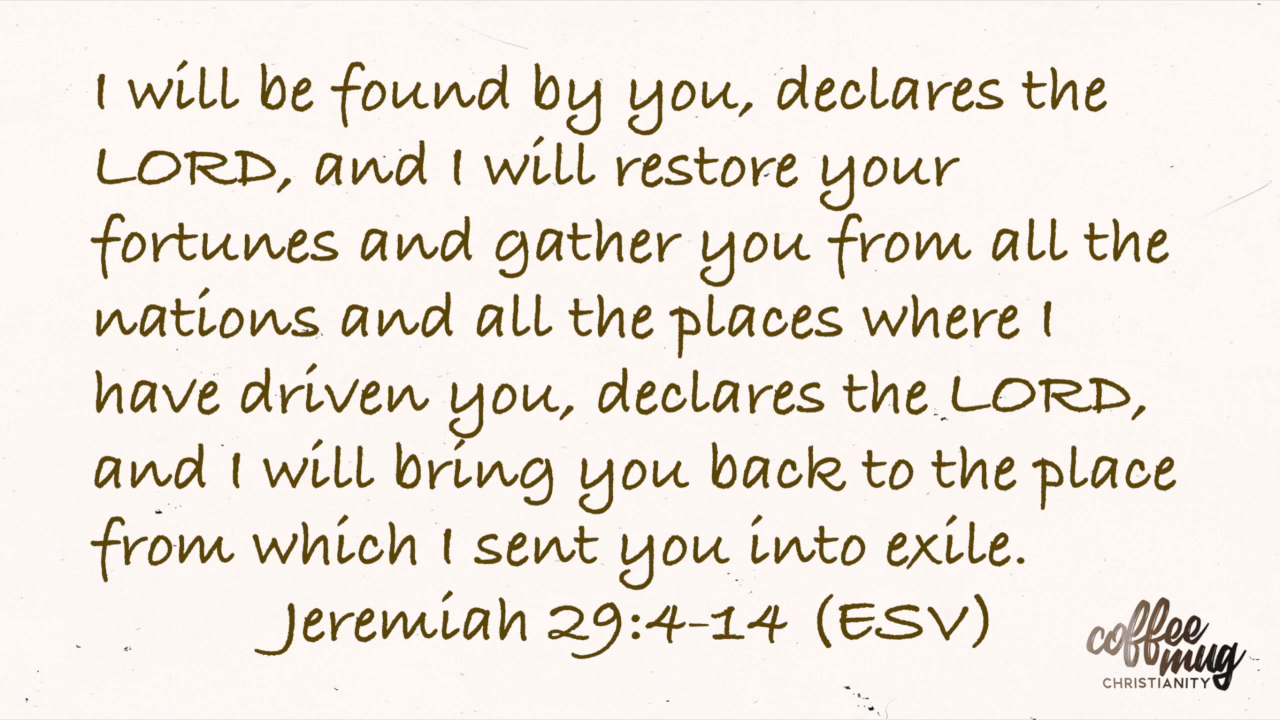 I will be found by you, declares the
LORD, and I will restore your
fortunes and gather you from all the
nations and all the places where I
have driven you, declares the LORD,
and I will bring you back to the place
from which I sent you into exile.
Jeremiah 29:4-14 (ESV)
coffee
mug
CHRISTIANITY